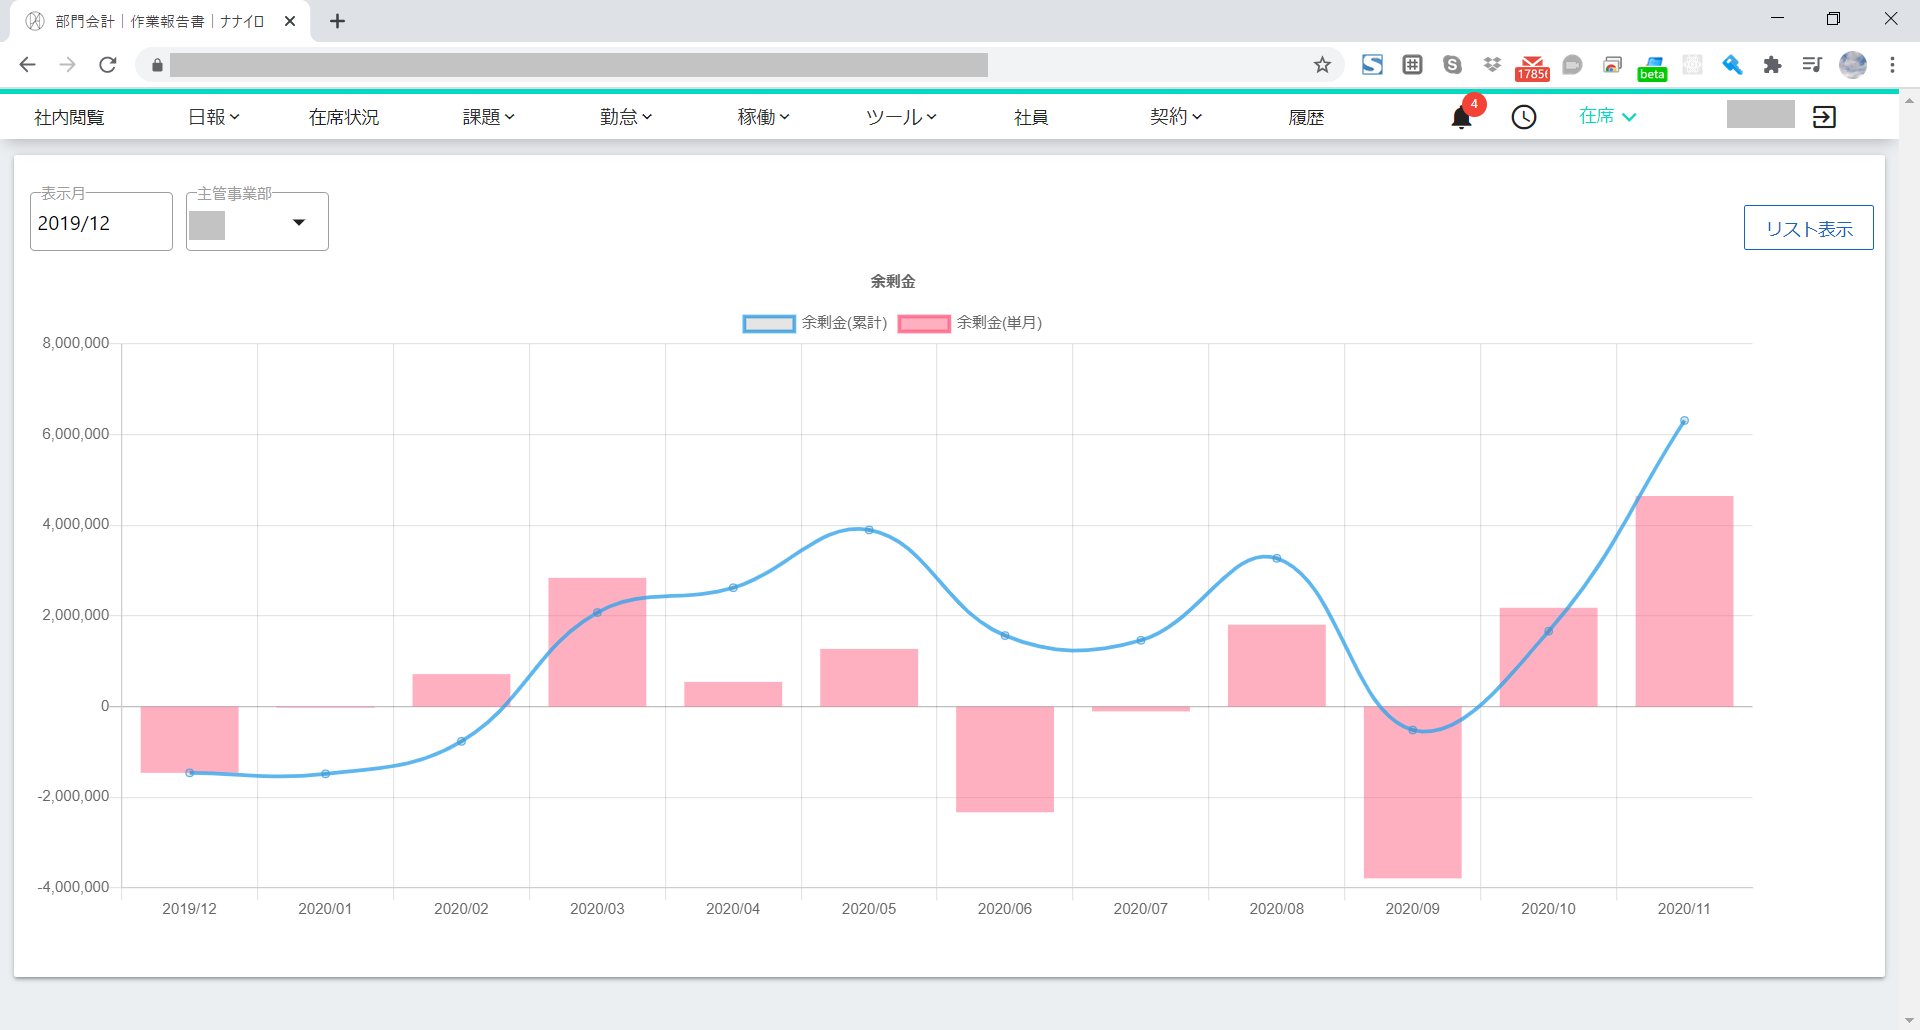 部門会計｜作業報告書｜ナナイロ
1785
beta
社内閲覧 日報 在席状況 課題 勤怠 稼働 ツール 社員 契約 履歴 4 在席
表示月 主管事業部
2019/12
リスト表示
余剰金
余剰金(累計) 余剰金(単月)
8,000,000
6,000,000
4,000,000
2,000,000
0
-2,000,000
-4,000,000
2019/12 2020/01 2020/02 2020/03 2020/04 2020/05 2020/06 2020/07 2020/08 2020/09 2020/10 2020/11